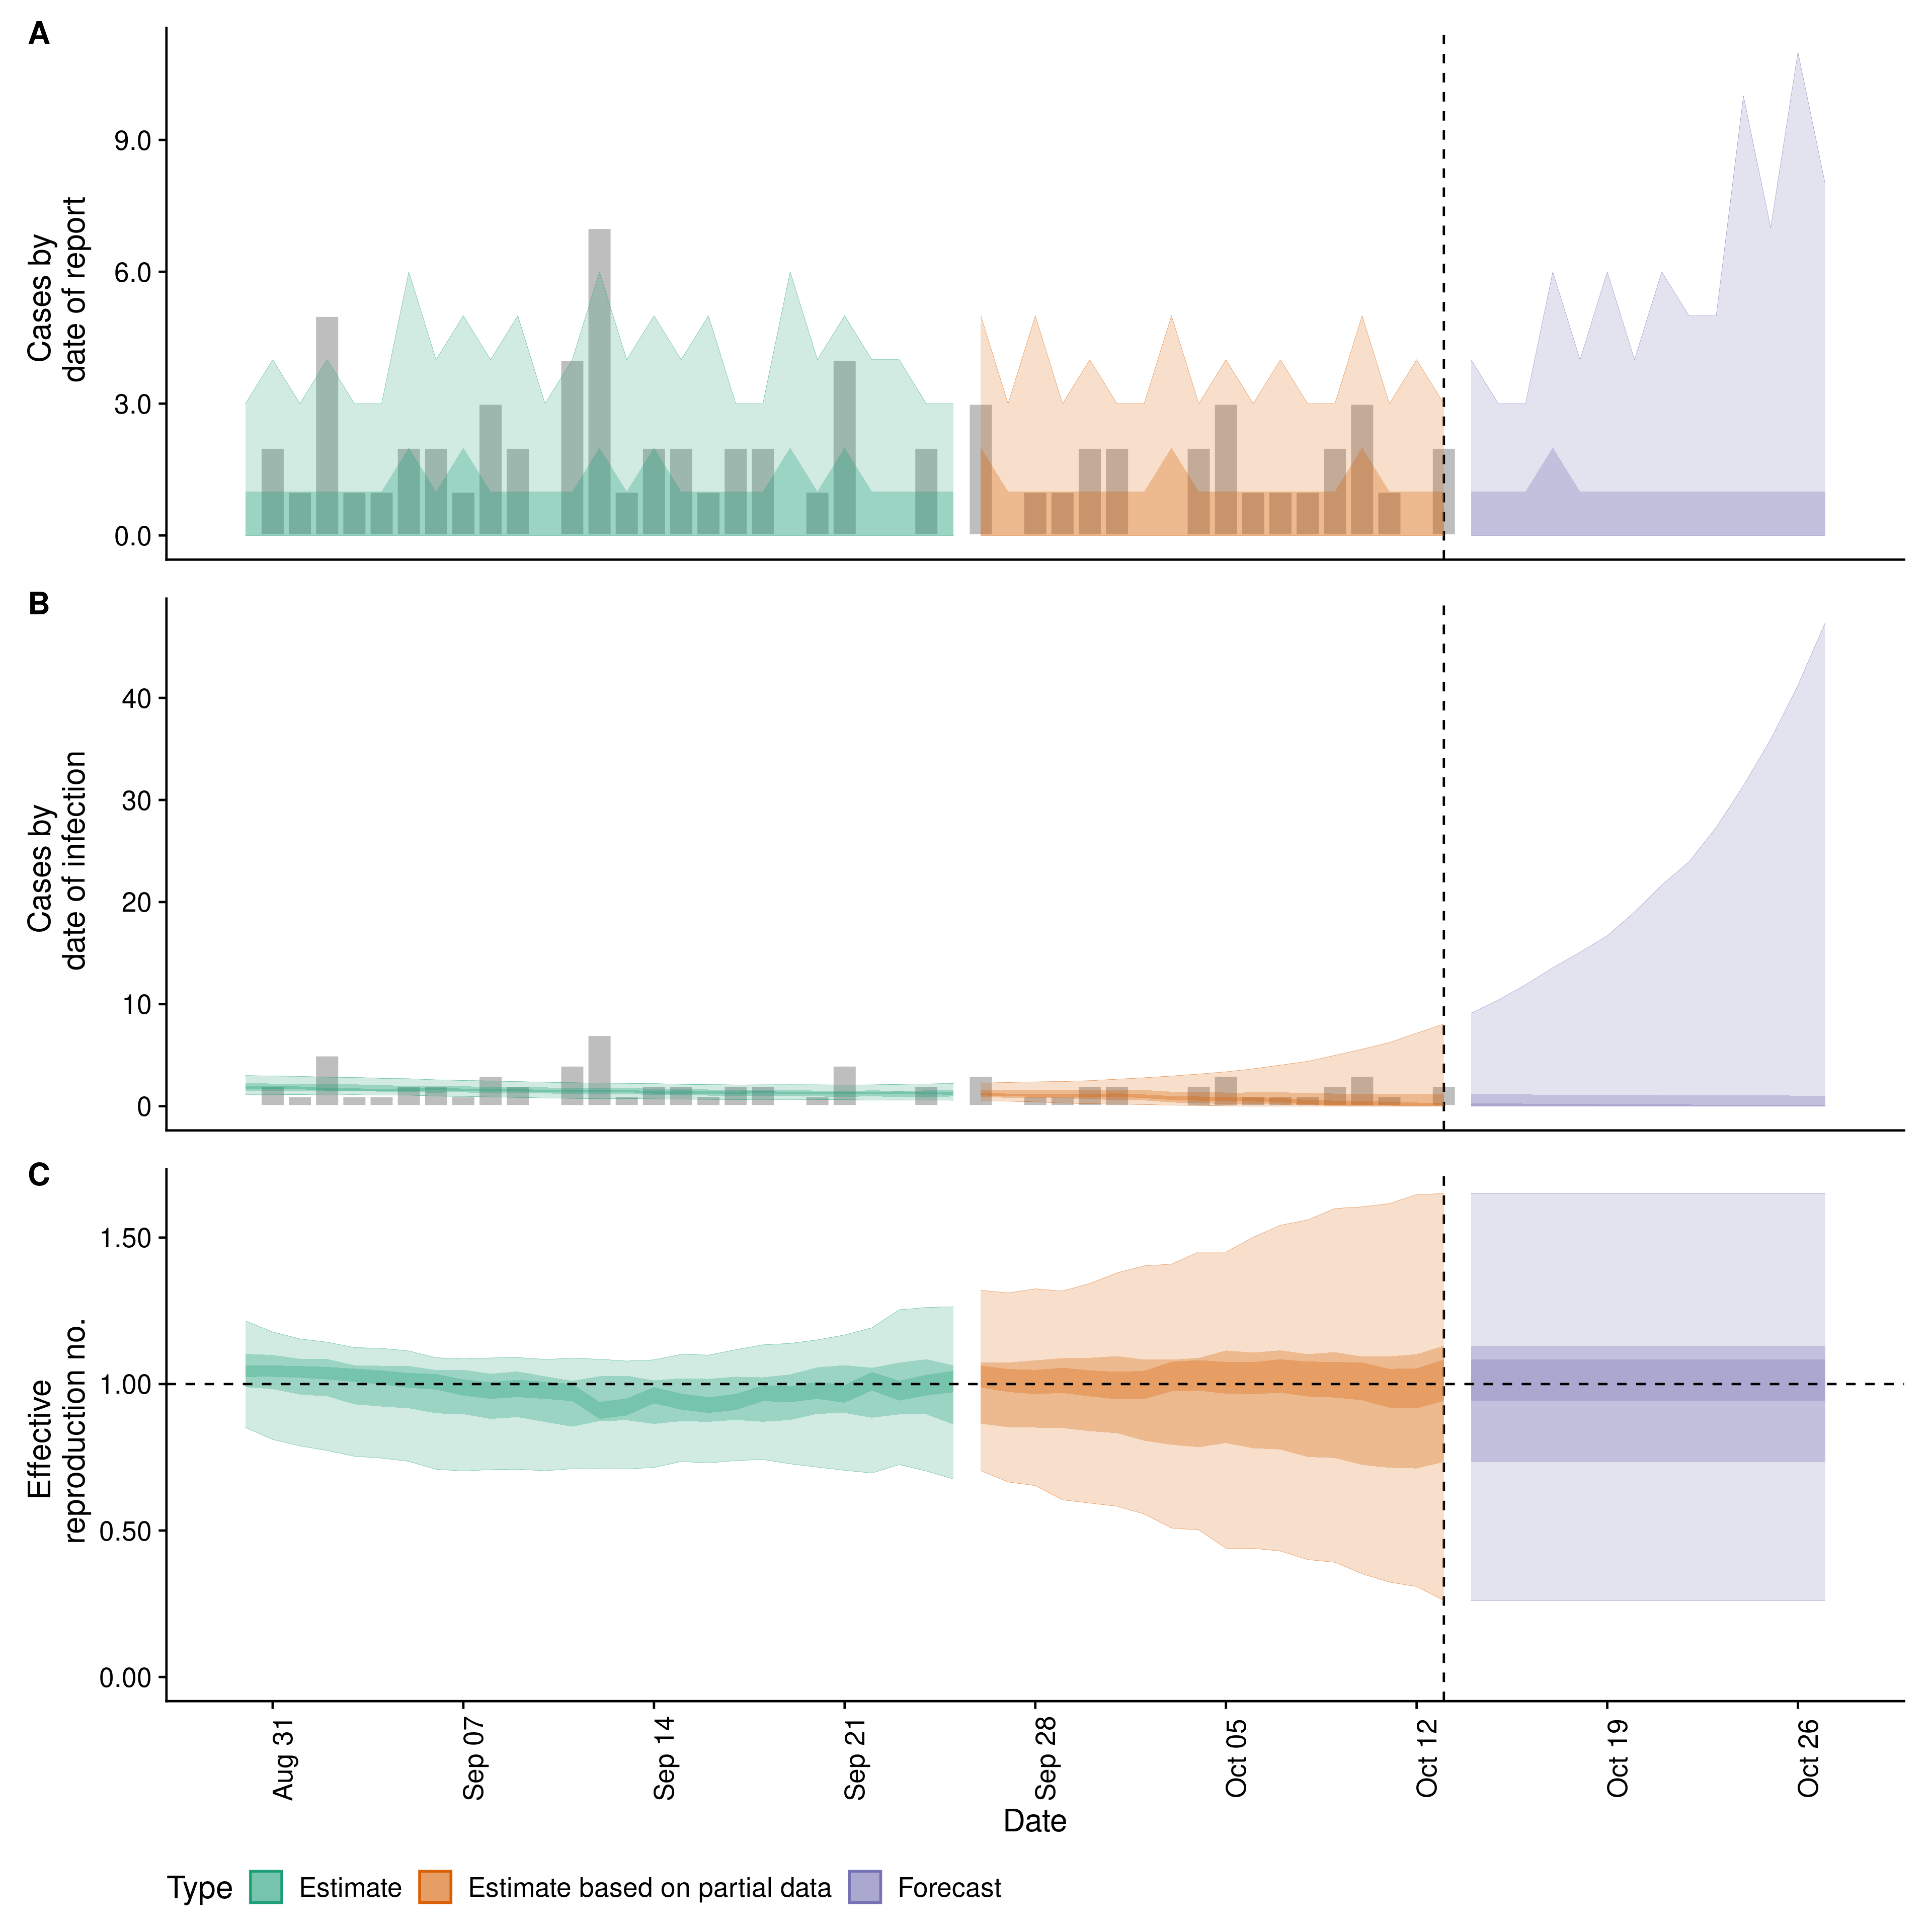 A
Cases by
date of report
9.0
6.0
3.0
0.0
B
Cases by
date of infection
40
30
20
10
0
C
Effective
reproduction no.
1.50
1.00
0.50
0.00
Aug 31
Sep 07
Sep 14
Sep 21
Sep 28
Oct 05
Oct 12
Oct 19
Oct 26
Date
Type Estimate Estimate based on partial data Forecast